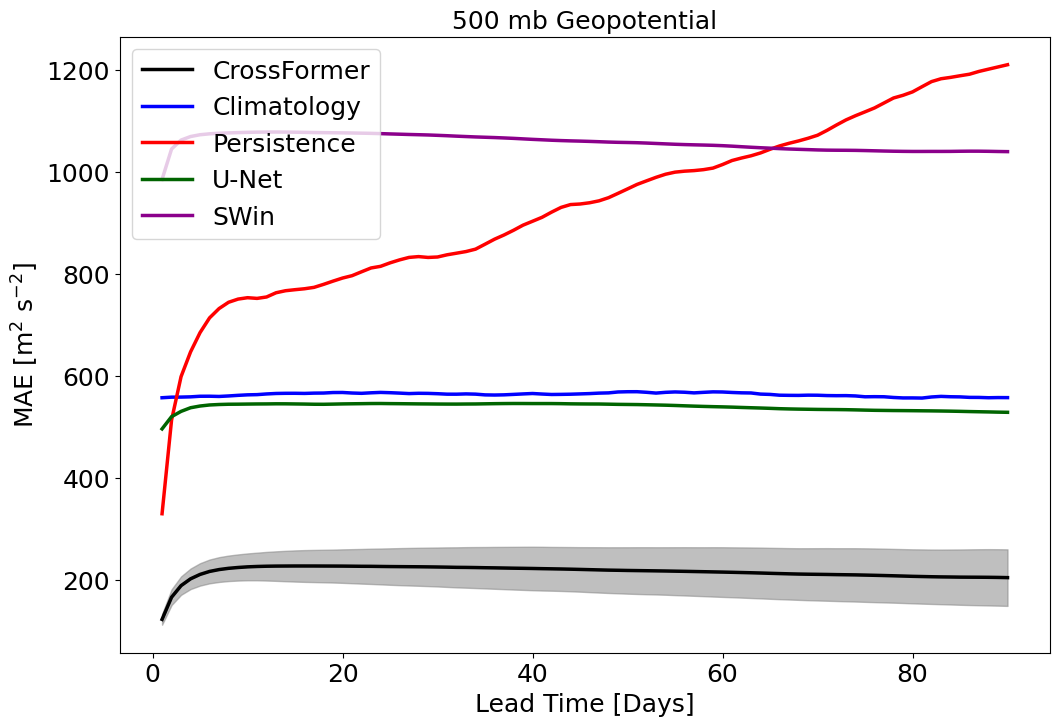 500 mb Geopotential
CrossFormer
Climatology
Persistence
U-Net
SWin
MAE [m² s⁻²]
1200
1000
800
600
400
200
0 20 40 60 80
Lead Time [Days]